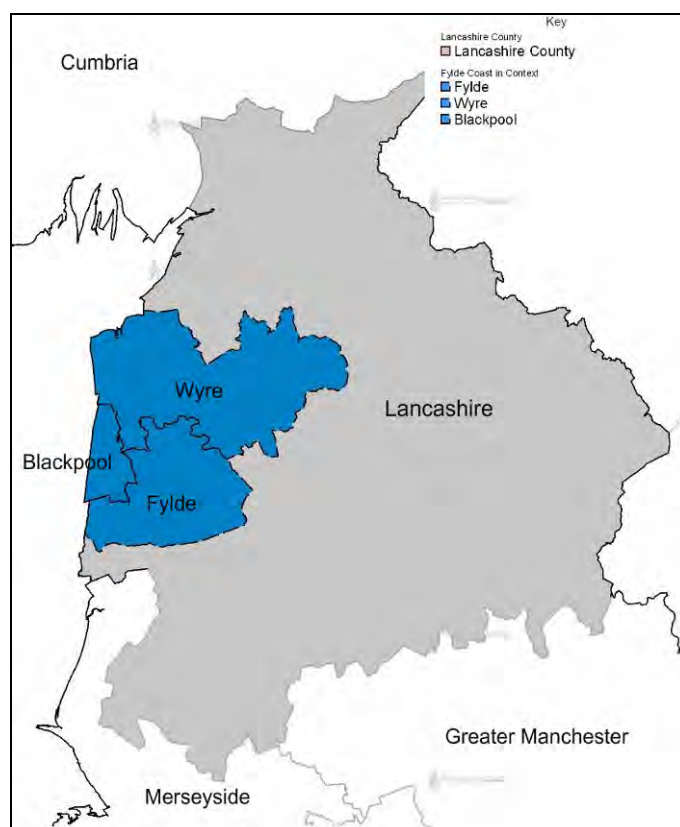 Key
Lancashire County
Lancashire County
Fylde Coast in Context
Fylde
Wyre
Blackpool
Cumbria
Wyre
Lancashire
Blackpool
Fylde
Greater Manchester
Merseyside